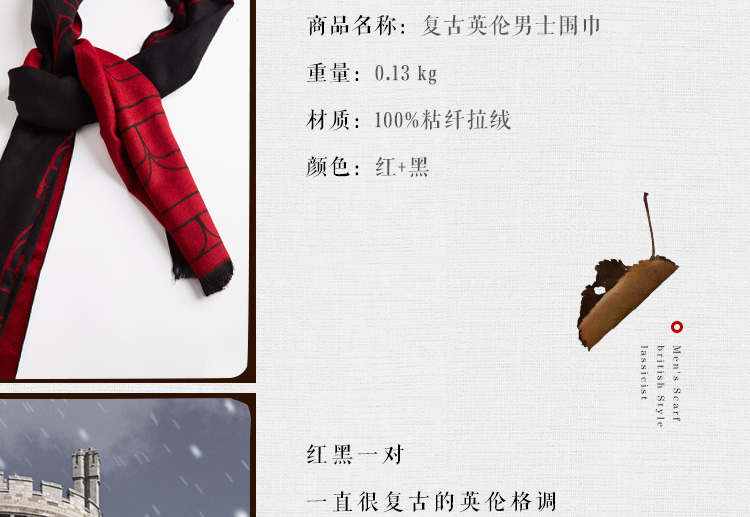 商品名称：复古英伦男士围巾
重量：0.13 kg
材质：100%粘纤拉绒
颜色：红+黑
Men's Scarf
british Style
lassicist
红黑一对
一直很复古的英伦格调